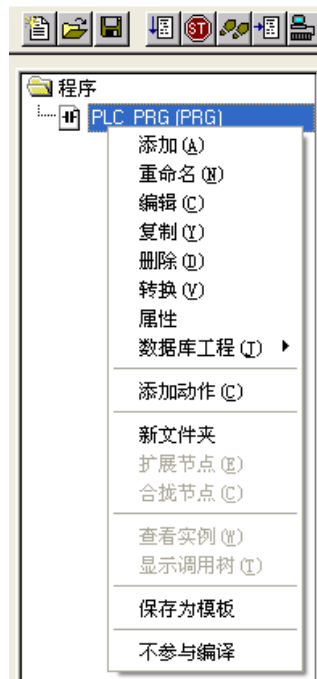 ST
程序
PLC_PRG (PRG)
添加(A)
重命名(N)
编辑(C)
复制(Y)
删除(D)
转换(V)
属性
数据库工程(J)
添加动作(C)
新文件夹
扩展节点(E)
合拢节点(C)
查看实例(W)
显示调用树(T)
保存为模板
不参与编译